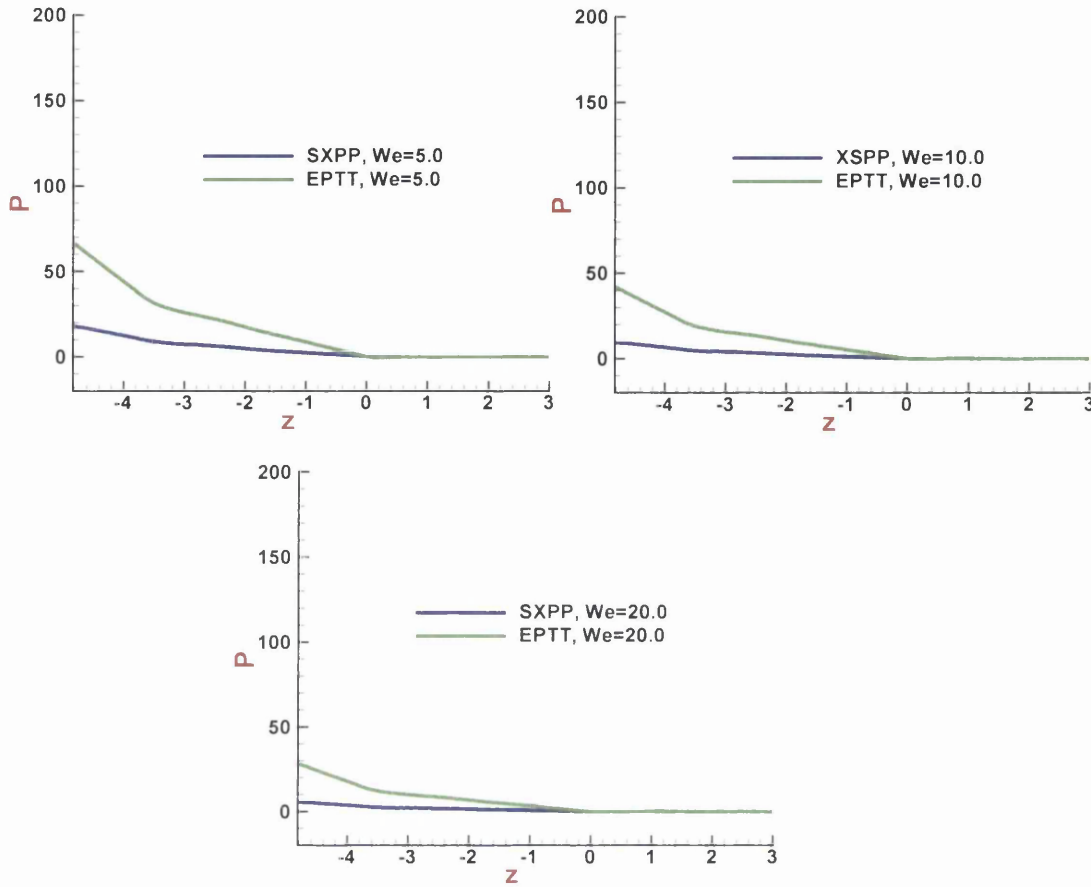 200
150
100
50
0
P
SXPP, We=5.0
EPTT, We=5.0
-4 -3 -2 -1 0 1 2 3
z
200
150
100
50
0
P
XSPP, We=10.0
EPTT, We=10.0
-4 -3 -2 -1 0 1 2 3
z
200
150
100
50
0
P
SXPP, We=20.0
EPTT, We=20.0
-4 -3 -2 -1 0 1 2 3
z